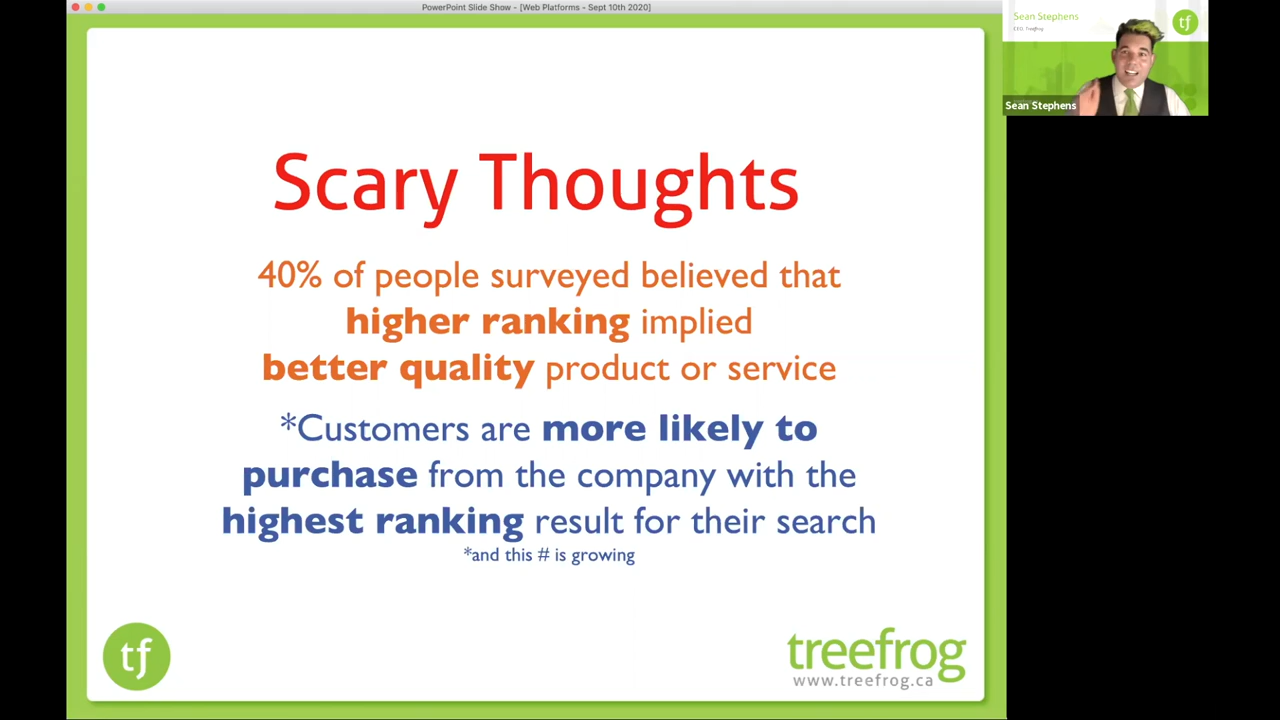 PowerPoint Slide Show - [Web Platforms - Sept 10th 2020]
Sean Stephens
CEO, Treefrog
tf
Sean Stephens
Scary Thoughts
40% of people surveyed believed that
higher ranking implied
better quality product or service
*Customers are more likely to
purchase from the company with the
highest ranking result for their search
*and this # is growing
tf
treefrog
www.treefrog.ca